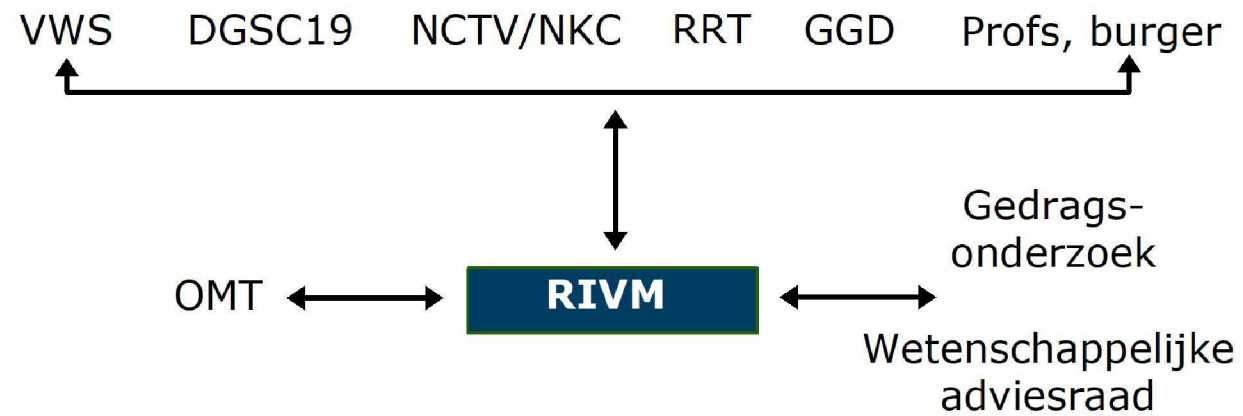 VWS DGSC19 NCTV/NKC RRT GGD Profs, burger
Gedrags-
onderzoek
OMT RIVM
Wetenschappelijke
adviesraad